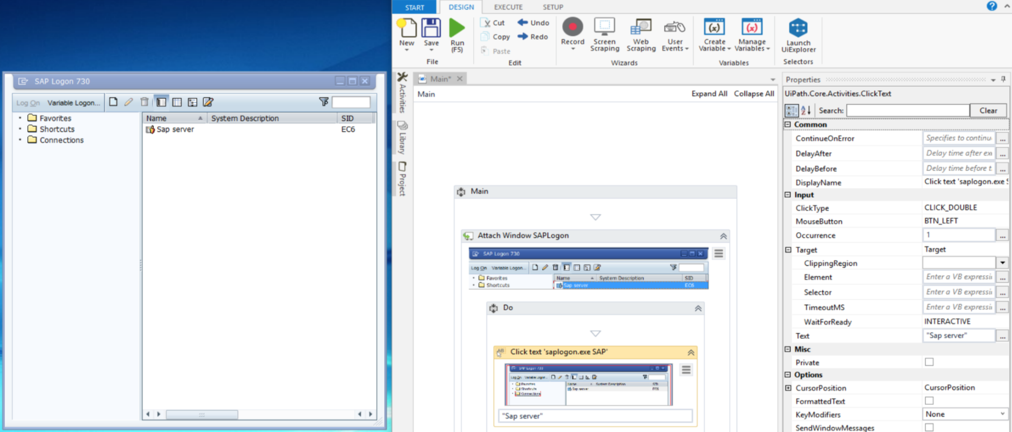 SAP Logon 730
Log On Variable Logon...
Favorites
Shortcuts
Connections
Name System Description SID
Sap server EC6
START DESIGN EXECUTE SETUP
New
Save
Run
(F5)
File
Cut
Copy
Paste
Undo
Redo
Edit
Record
Screen
Scraping
Web
Scraping
User
Events
Wizards
Create
Variable
Manage
Variables
Variables
Launch
UiExplorer
Selectors
Activities
Library
Project
Main*
Main Expand All Collapse All
Main
Attach Window SAPLogon
SAP Logon 730
Log On Variable Logon...
Favorites
Shortcuts
Name System Description SID
Sap server EC6
Do
Click text 'saplogon.exe SAP'
"Sap server"
Properties
UiPath.Core.Activities.ClickText
Search: Clear
Common
ContinueOnError Specifies to continu
DelayAfter Delay time after ex
DelayBefore Delay time before t
DisplayName Click text 'saplogon.exe S
Input
ClickType CLICK_DOUBLE
MouseButton BTN_LEFT
Occurrence 1
Target Target
ClippingRegion
Element Enter a VB expressi
Selector Enter a VB expressi
TimeoutMS Enter a VB expressi
WaitForReady INTERACTIVE
Text "Sap server"
Misc
Private
Options
CursorPosition CursorPosition
FormattedText
KeyModifiers None
SendWindowMessages